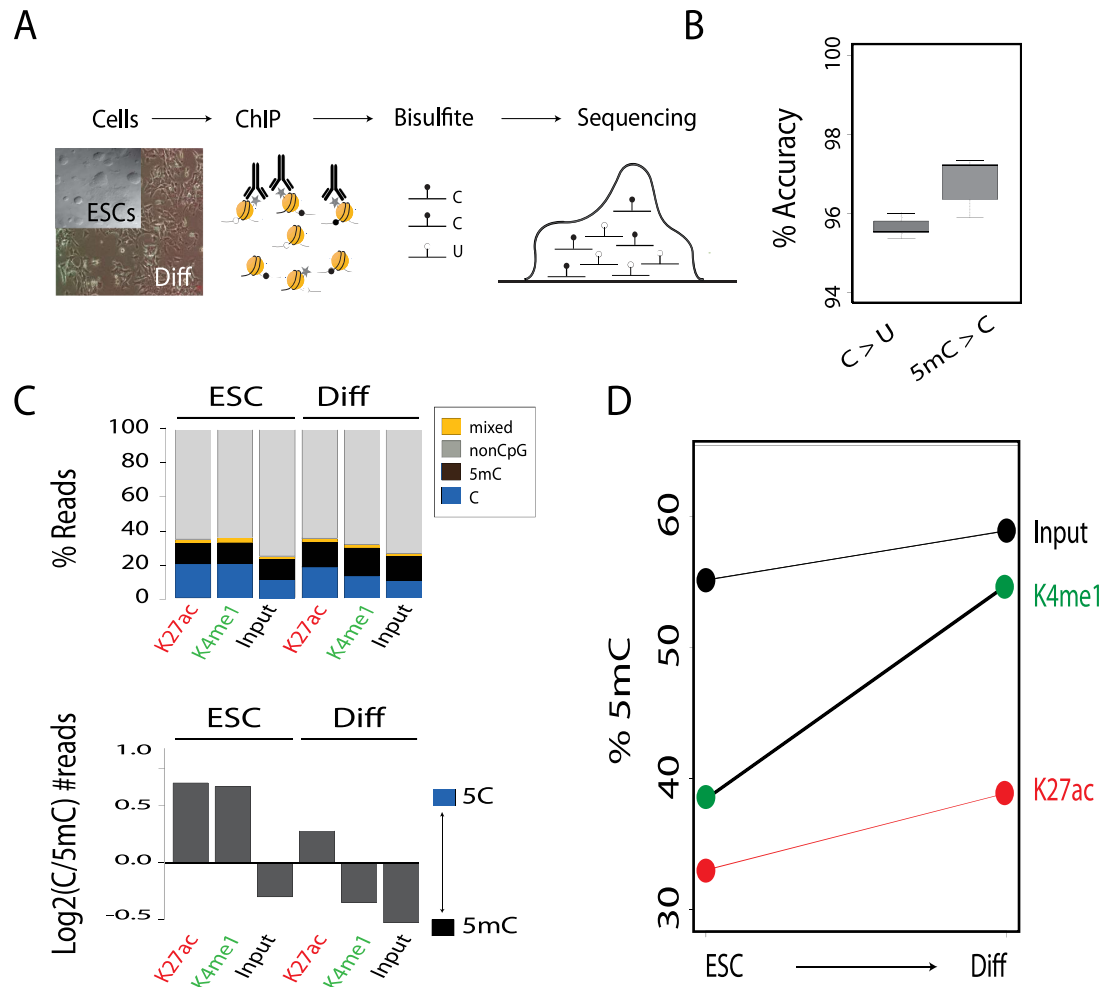 A
Cells
ChIP
Bisulfite
Sequencing
ESCs
Diff
C
C
U
B
% Accuracy
100
98
96
94
C > U
5mC > C
C
ESC
Diff
% Reads
100
80
60
40
20
0
K27ac
K4me1
Input
K27ac
K4me1
Input
mixed
nonCpG
5mC
C
ESC
Diff
Log2(C/5mC) #reads
1.0
0.5
0.0
-0.5
K27ac
K4me1
Input
K27ac
K4me1
Input
5C
5mC
D
% 5mC
60
50
40
30
Input
K4me1
K27ac
ESC
Diff